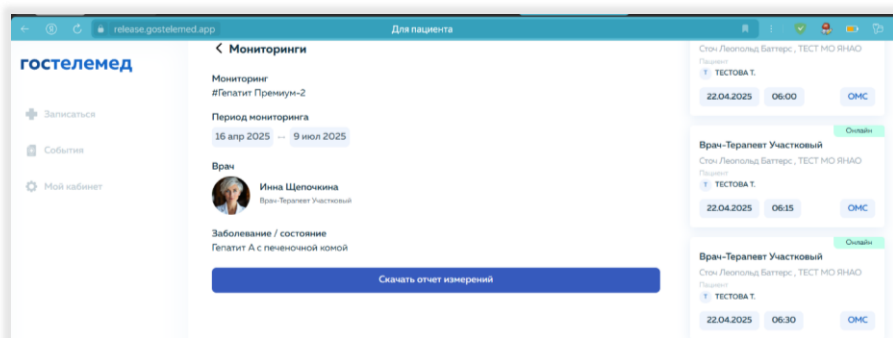 release.gostelemed.app
Для пациента
гостелемед
Записаться
События
Мой кабинет
Мониторинги
Мониторинг
#Гепатит Премиум-2
Период мониторинга
16 апр 2025 -- 9 июл 2025
Врач
Инна Щепочкина
Врач-Терапевт Участковый
Заболевание / состояние
Гепатит А с печеночной комой
Скачать отчет измерений
Сточ Леопольд Баттерс , ТЕСТ МО ЯНАО
Пациент
Т ТЕСТОВА Т.
22.04.2025 06:00 ОМС
Онлайн
Врач-Терапевт Участковый
Сточ Леопольд Баттерс , ТЕСТ МО ЯНАО
Пациент
Т ТЕСТОВА Т.
22.04.2025 06:15 ОМС
Онлайн
Врач-Терапевт Участковый
Сточ Леопольд Баттерс , ТЕСТ МО ЯНАО
Пациент
Т ТЕСТОВА Т.
22.04.2025 06:30 ОМС